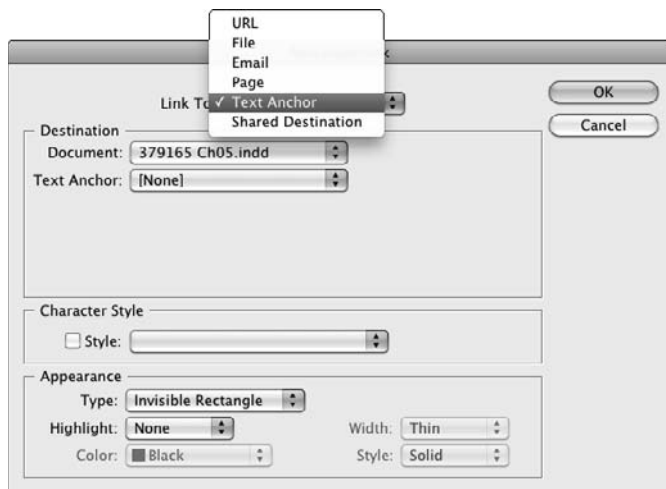 URL
File
Email
Page
Link To
✓ Text Anchor
Shared Destination
OK
Cancel
Destination
Document: 379165 Ch05.indd
Text Anchor: [None]
Character Style
Style:
Appearance
Type: Invisible Rectangle
Highlight: None
Width: Thin
Color: Black
Style: Solid